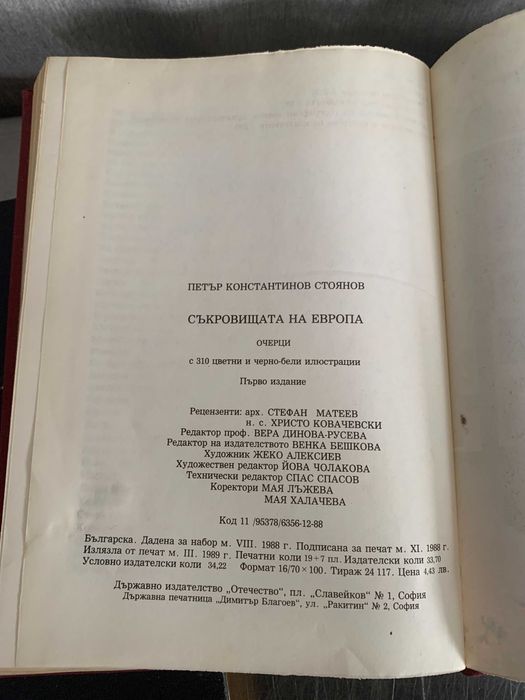 ПЕТЪР КОНСТАНТИНОВ СТОЯНОВ
СЪКРОВИЩАТА НА ЕВРОПА
ОЧЕРЦИ
с 310 цветни и черно-бели илюстрации
Първо издание
Рецензенти: арх. СТЕФАН МАТЕЕВ
н. с. ХРИСТО КОВАЧЕВСКИ
Редактор проф. ВЕРА ДИНОВА-РУСЕВА
Редактор на издателството ВЕНКА БЕШКОВА
Художник ЖЕКО АЛЕКСИЕВ
Художествен редактор ЙОВА ЧОЛАКОВА
Технически редактор СПАС СПАСОВ
Коректори МАЯ ЛЪЖЕВА
МАЯ ХАЛАЧЕВА
Код 11 /95378/6356-12-88
Българска. Дадена за набор м. VIII. 1988 г. Подписана за печат м. XI. 1988 г.
Излязла от печат м. III. 1989 г. Печатни коли 19+7 пл. Издателски коли 33,70
Условно издателски коли 34,22 Формат 16/70×100. Тираж 24 117. Цена 4,43 лв.
Държавно издателство „Отечество“, пл. „Славейков“ № 1, София
Държавна печатница „Димитър Благоев“, ул. „Ракитин“ № 2, София